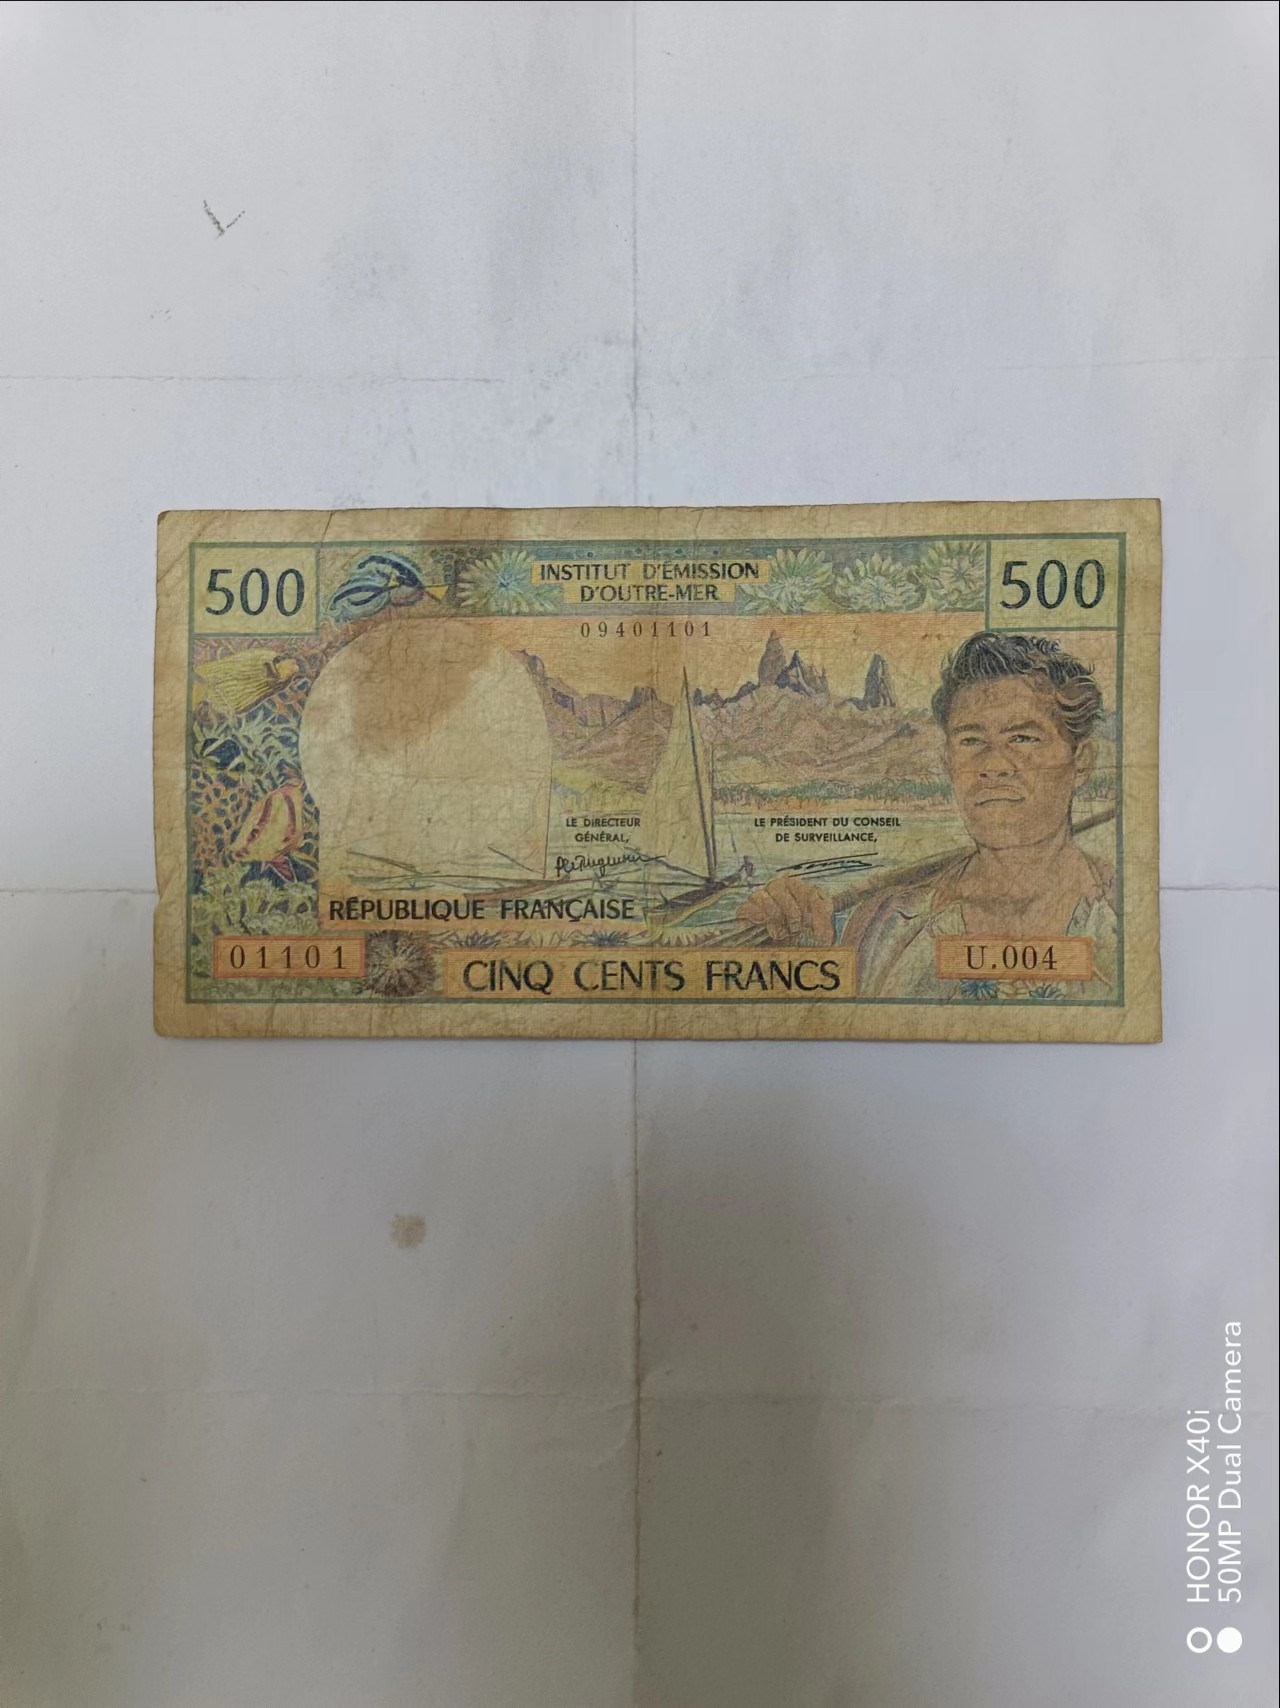 500
INSTITUT D'ÉMISSION
D'OUTRE-MER
500
09401101
LE DIRECTEUR
GÉNÉRAL,
LE PRÉSIDENT DU CONSEIL
DE SURVEILLANCE,
RÉPUBLIQUE FRANÇAISE
01101
CINQ CENTS FRANCS
U.004
HONOR X40i
50MP Dual Camera